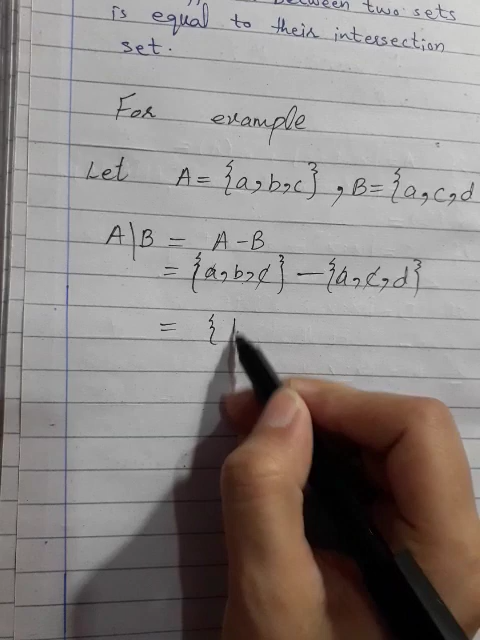 between two sets
is equal to their intersection
set.
For example
Let A = {a, b, c} , B = {a, c, d
A\B = A - B
= {a, b, c} - {a, c, d}
= {